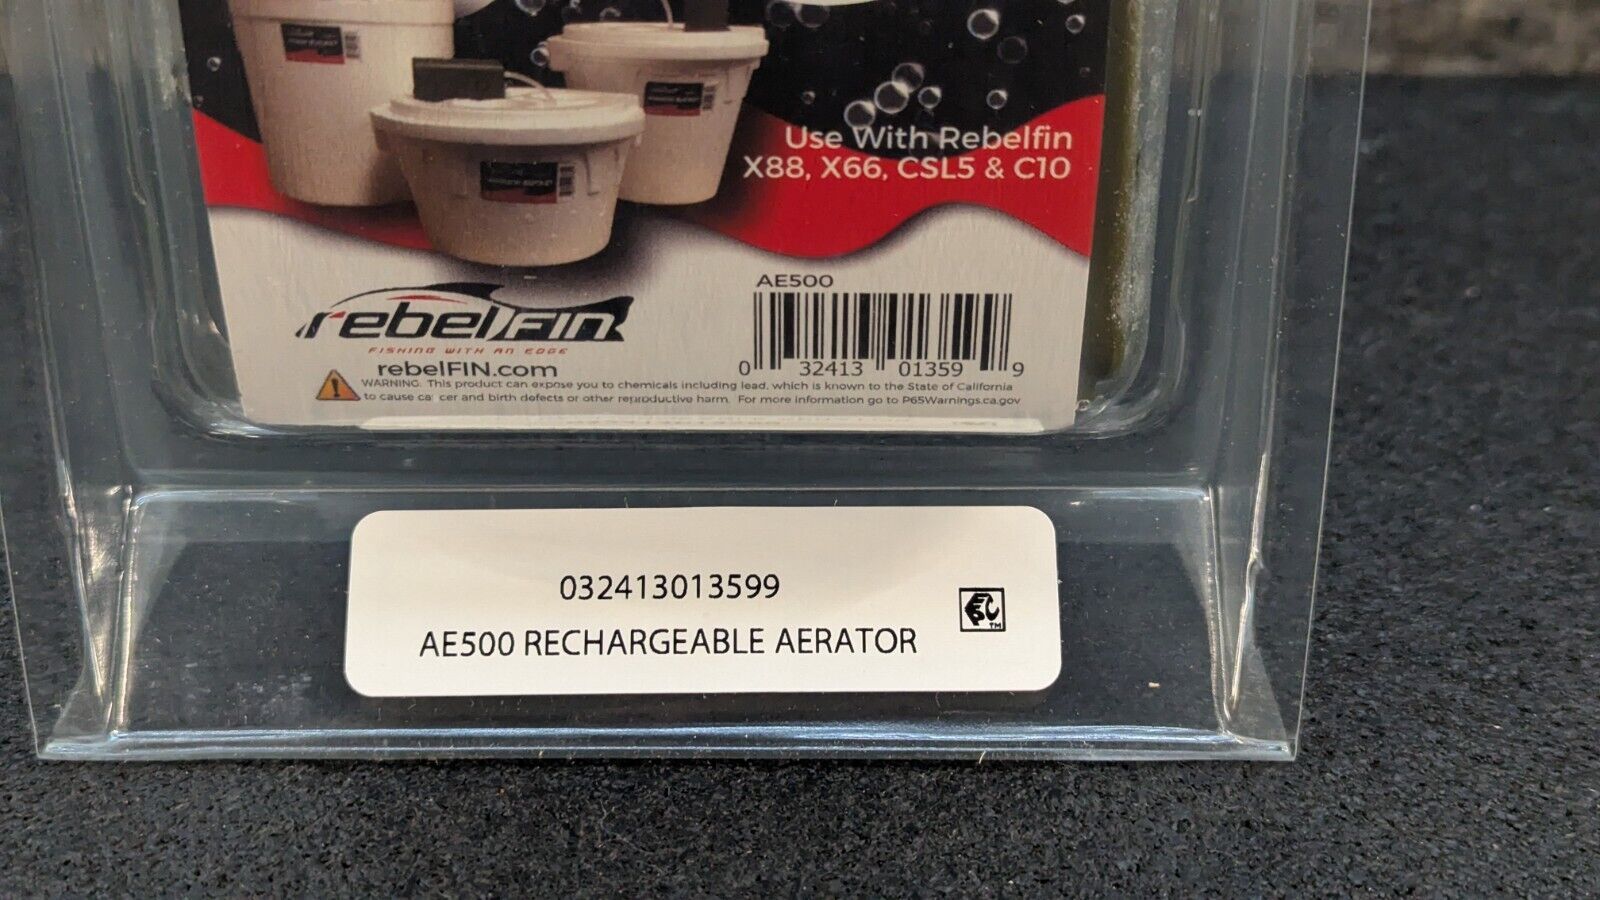 Use With Rebelfin
X88, X66, CSL5 & C10
AE500
rebelFIN
FISHING WITH AN EDGE
rebelFIN.com
0 32413 01359 9
WARNING: This product can expose you to chemicals including lead, which is known to the State of California
to cause cancer and birth defects or other reproductive harm. For more information go to P65Warnings.ca.gov
032413013599
AE500 RECHARGEABLE AERATOR
TM